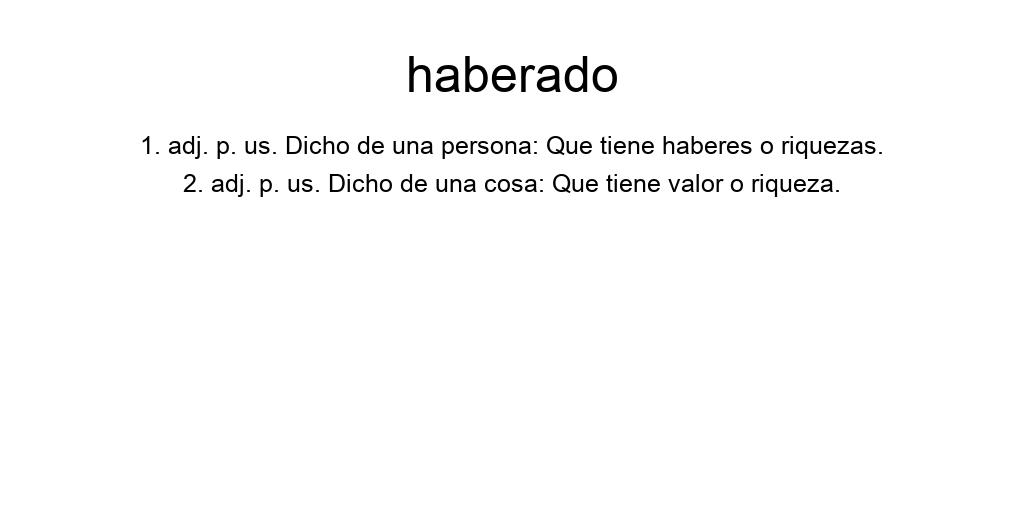 haberado
1. adj. p. us. Dicho de una persona: Que tiene haberes o riquezas.
2. adj. p. us. Dicho de una cosa: Que tiene valor o riqueza.